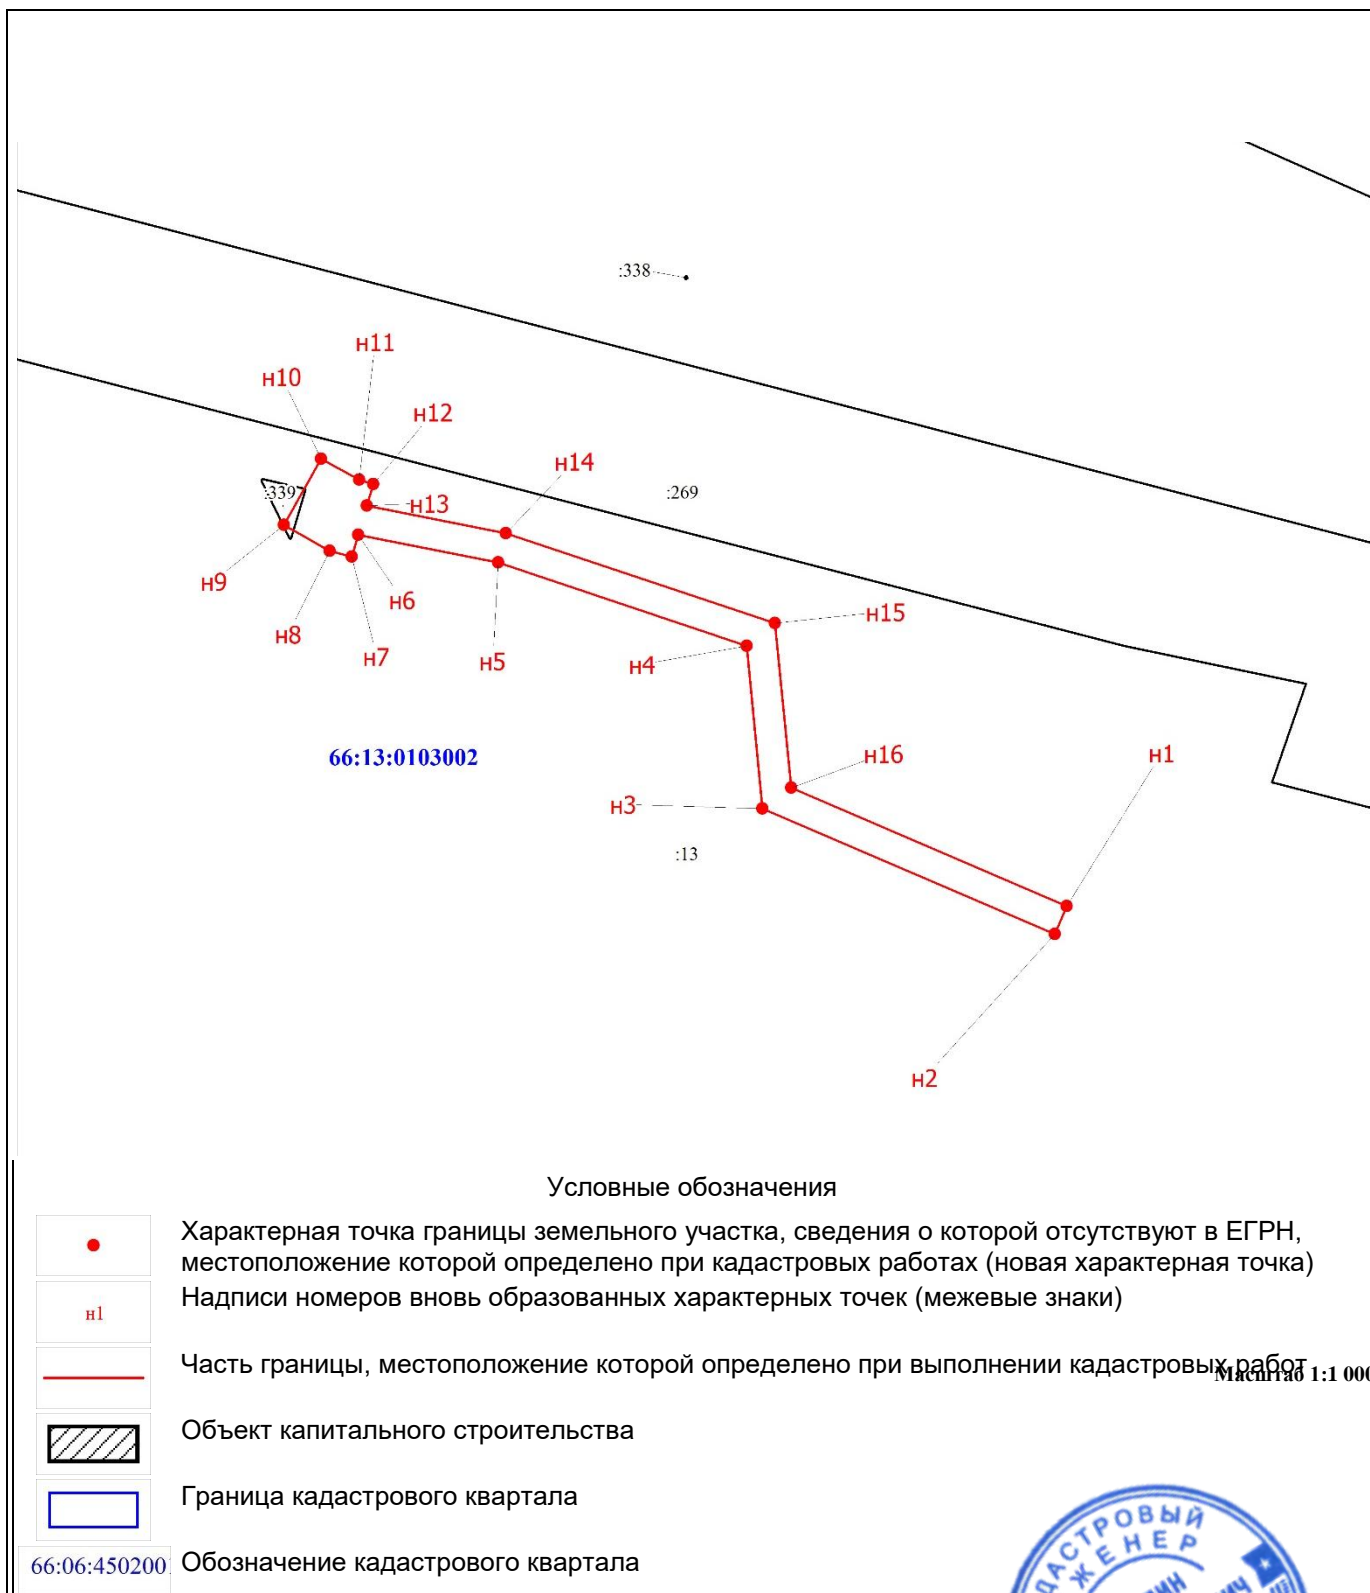 :338
н11
н10
н12
н14
:339
:269
н13
н9
н6
н15
н8
н7
н5
н4
66:13:0103002
н16
н1
н3
:13
н2
Условные обозначения
Характерная точка границы земельного участка, сведения о которой отсутствуют в ЕГРН,
местоположение которой определено при кадастровых работах (новая характерная точка)
н1
Надписи номеров вновь образованных характерных точек (межевые знаки)
Часть границы, местоположение которой определено при выполнении кадастровых работ
Масштаб 1:1 000
Объект капитального строительства
Граница кадастрового квартала
66:06:450200
Обозначение кадастрового квартала
АСТРОВЫЙ
ЖЕНЕР